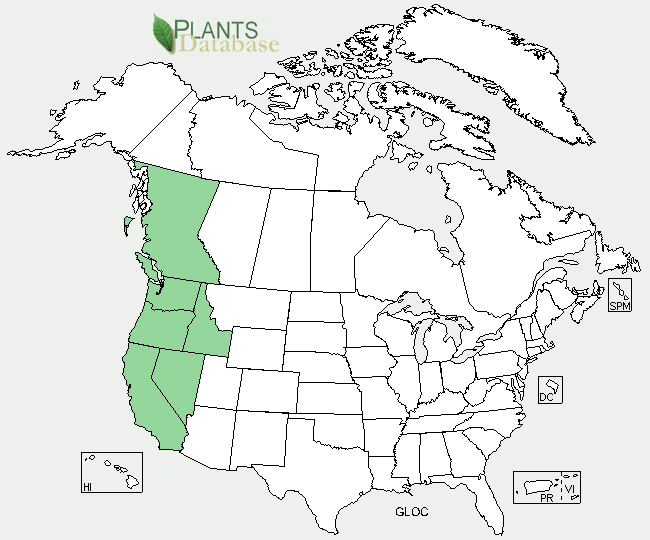 PLANTS
Database
SPM
DC
HI
PR
VI
GLOC